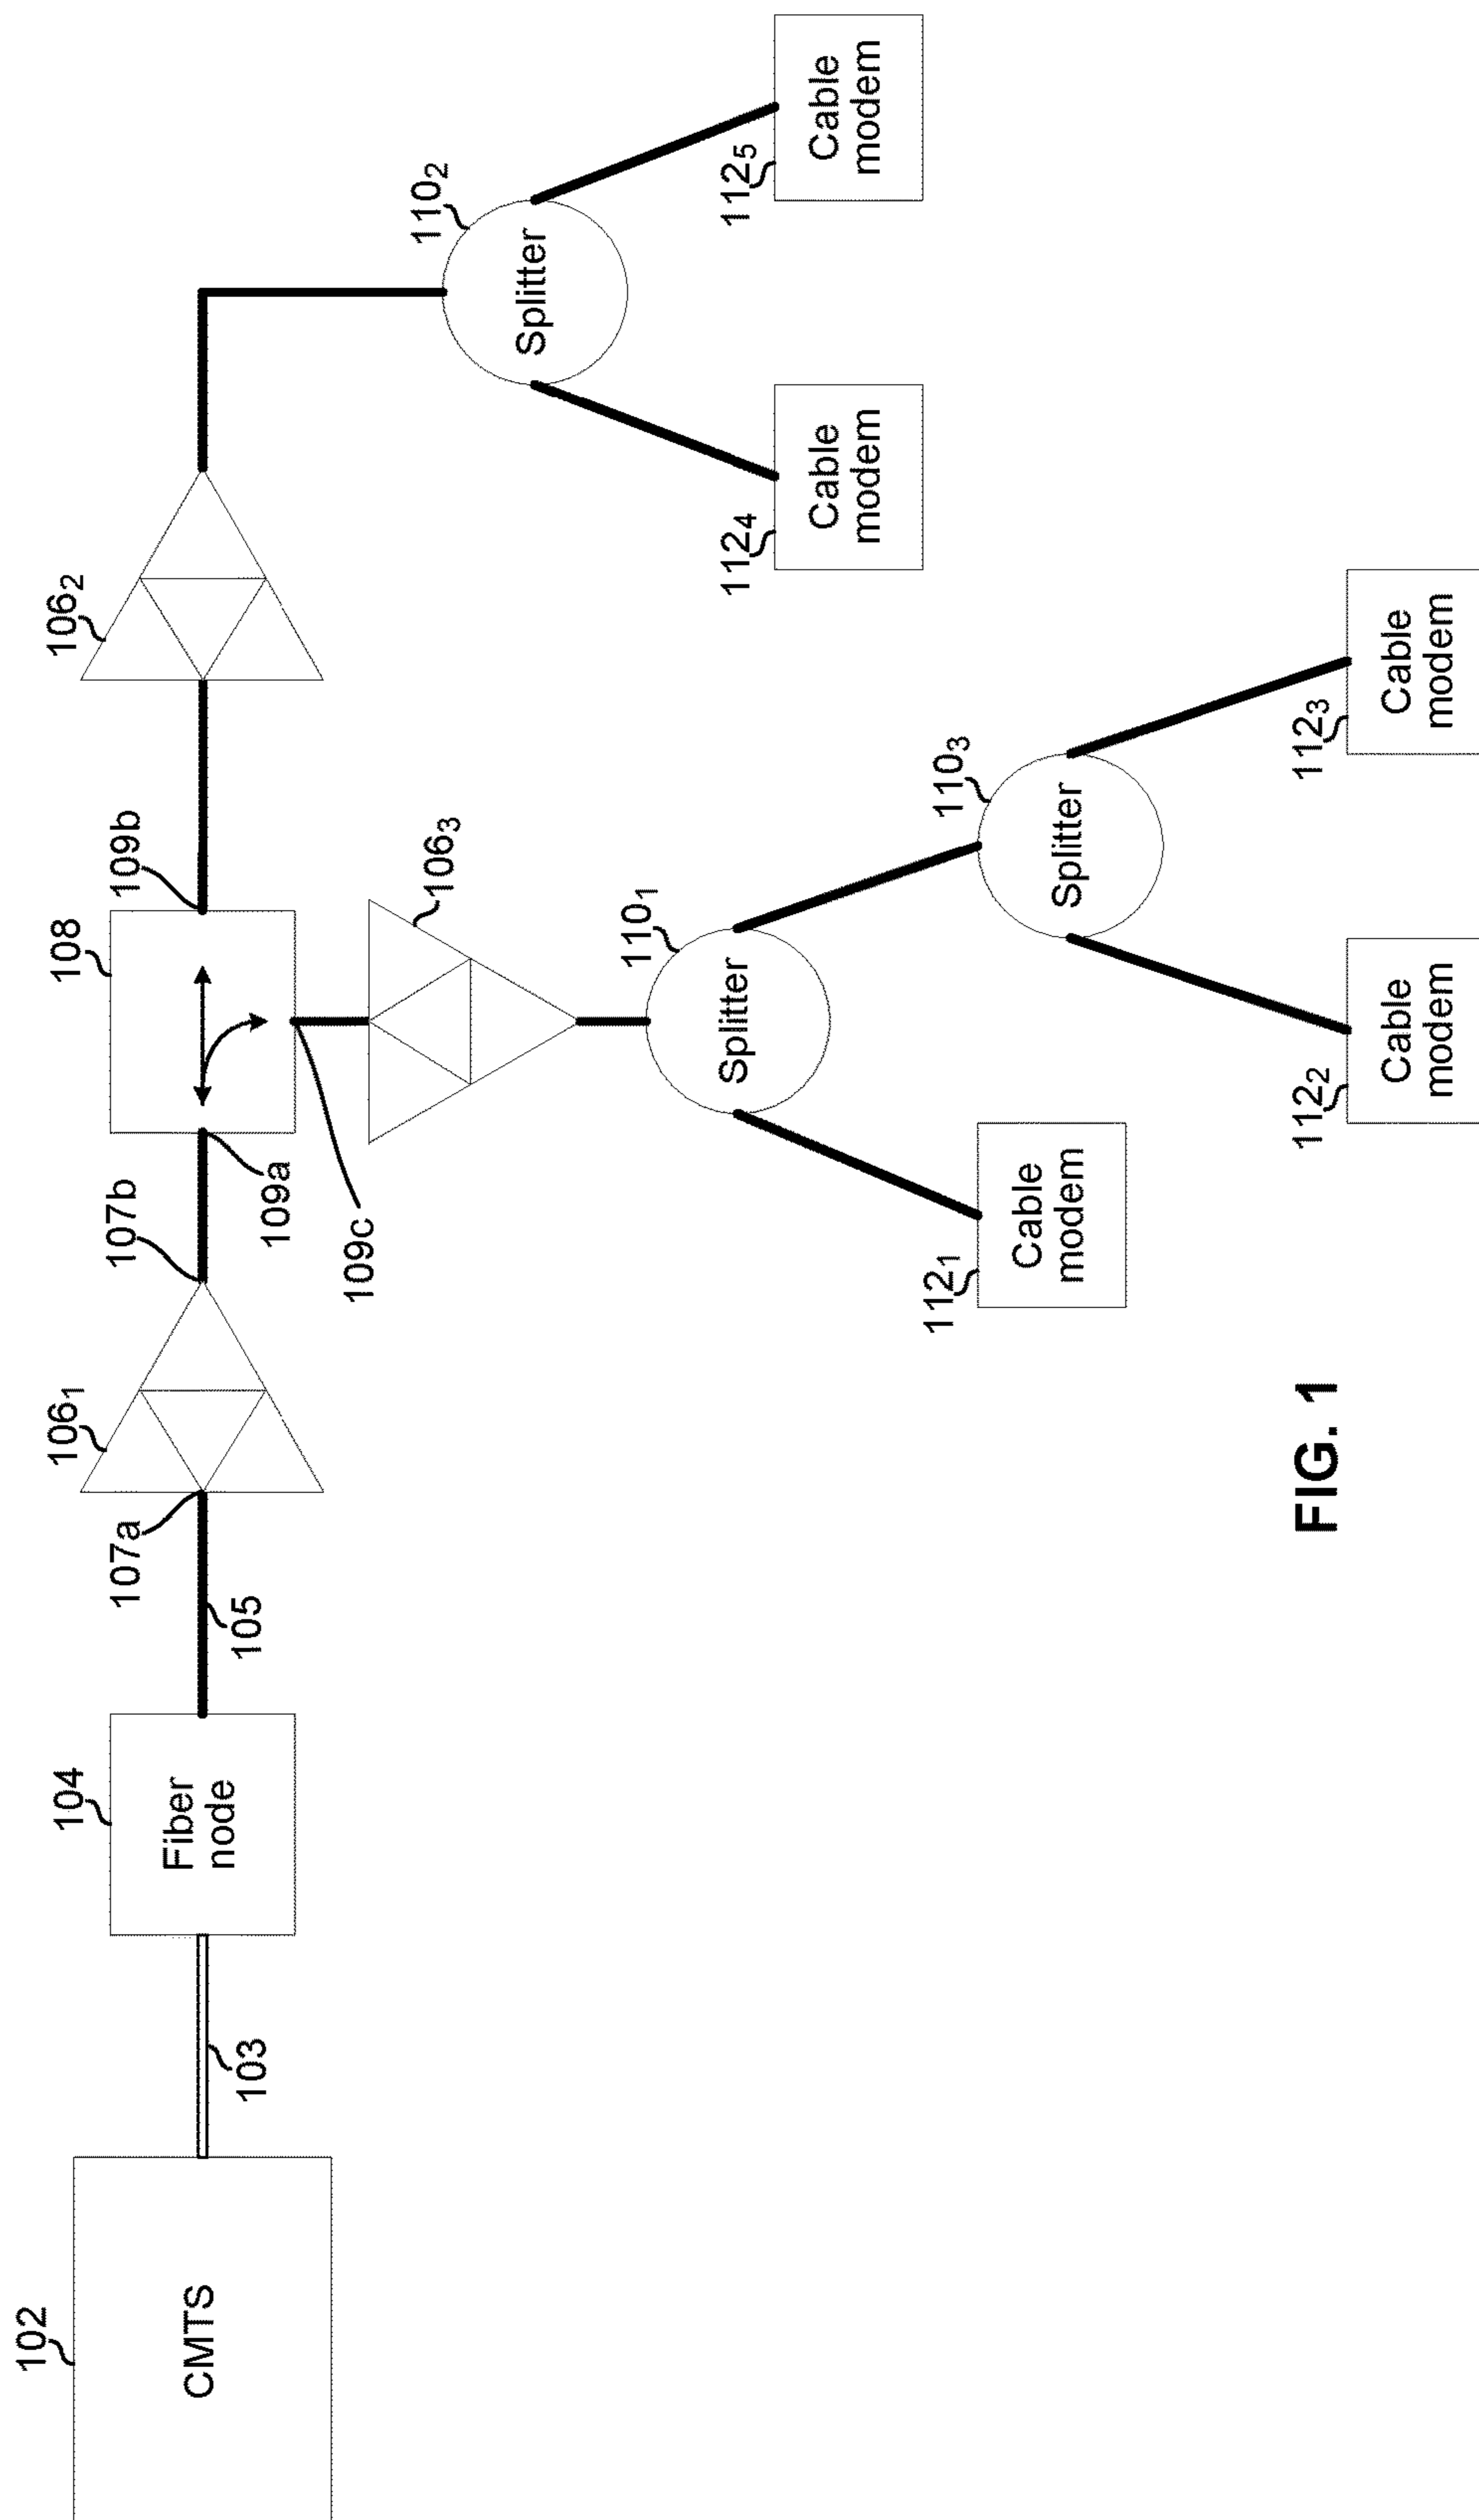 102
CMTS
103
104
Fiber
node
105
107a
106₁
107b
109a
108
109b
109c
106₃
106₂
110₁
Splitter
112₁
Cable
modem
110₃
Splitter
112₂
Cable
modem
112₃
Cable
modem
110₂
Splitter
112₄
Cable
modem
112₅
Cable
modem
FIG. 1